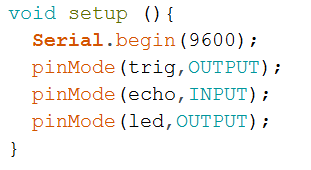 void setup (){
  Serial.begin(9600);
  pinMode(trig,OUTPUT);
  pinMode(echo,INPUT);
  pinMode(led,OUTPUT);
}